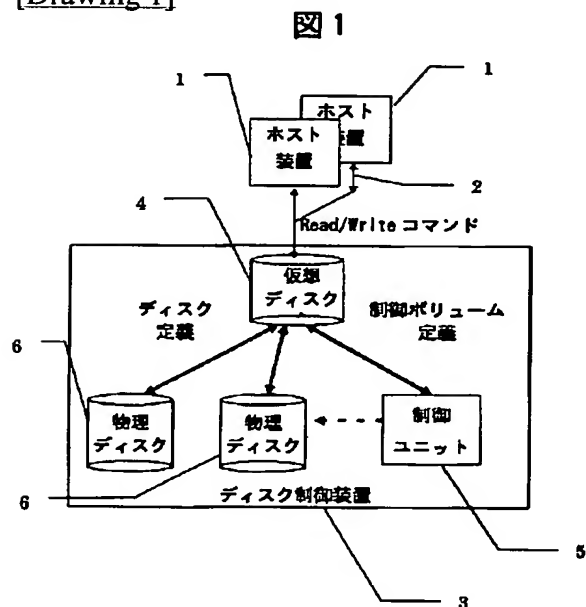 [Drawing 1]
図1
1
1
ホスト
装置
ホスト
装置
2
4
Read/Write コマンド
仮想
ディスク
ディスク
定義
制御ボリューム
定義
6
物理
ディスク
物理
ディスク
制御
ユニット
6
ディスク制御装置
5
3